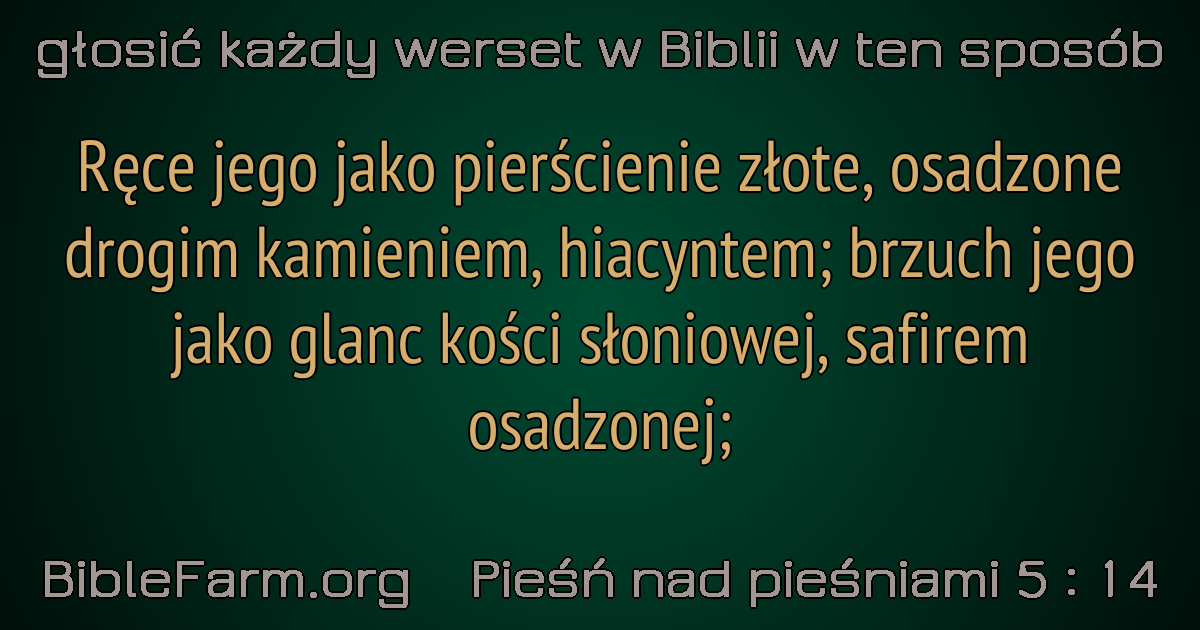 głosić każdy werset w Biblii w ten sposób
Ręce jego jako pierścienie złote, osadzone
drogim kamieniem, hiacyntem; brzuch jego
jako glanc kości słoniowej, safirem
osadzonej;
BibleFarm.org Pieśń nad pieśniami 5 : 14